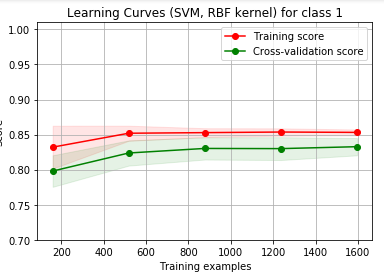 Learning Curves (SVM, RBF kernel) for class 1
Training score
Cross-validation score
1.00
0.95
0.90
0.85
0.80
0.75
0.70
200 400 600 800 1000 1200 1400 1600
Training examples